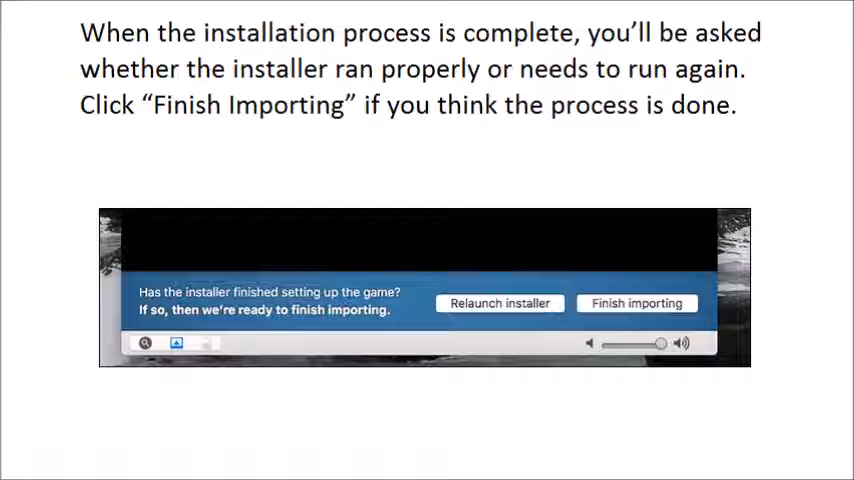 When the installation process is complete, you’ll be asked
whether the installer ran properly or needs to run again.
Click “Finish Importing” if you think the process is done.
Has the installer finished setting up the game?
If so, then we’re ready to finish importing.
Relaunch installer
Finish importing